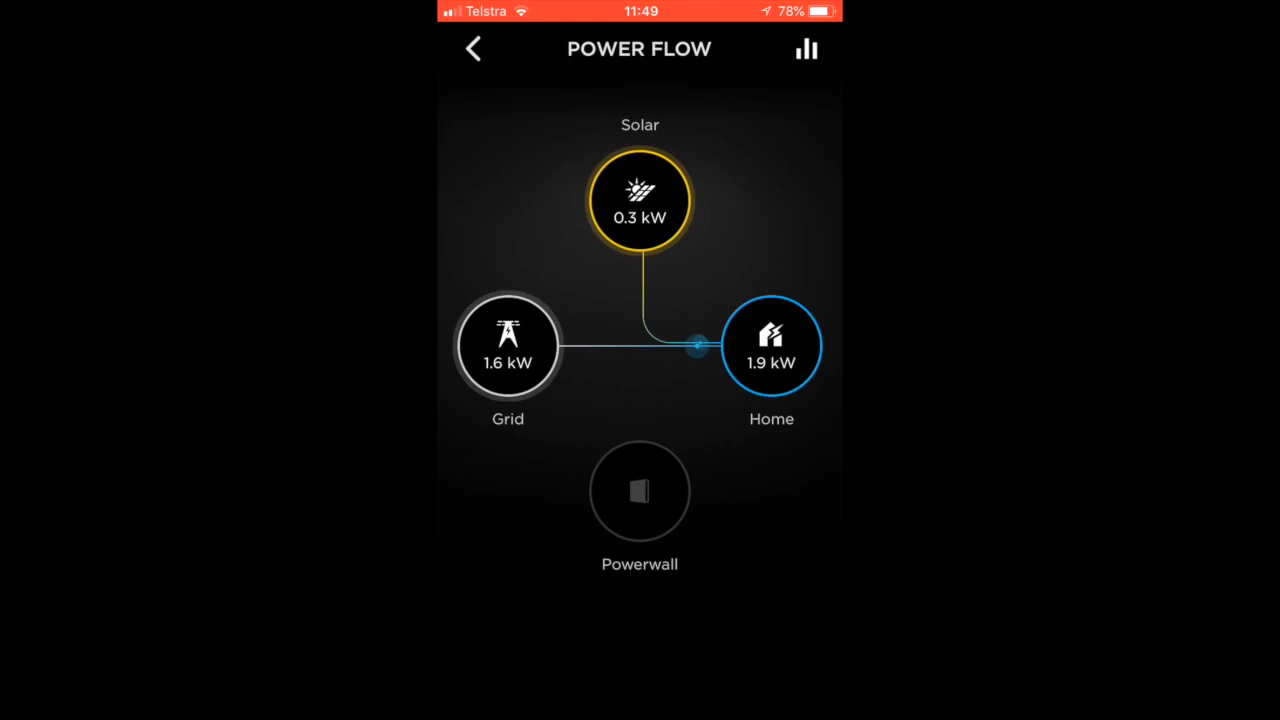 Telstra 11:49 78%
POWER FLOW
Solar
0.3 kW
1.6 kW
1.9 kW
Grid
Home
Powerwall